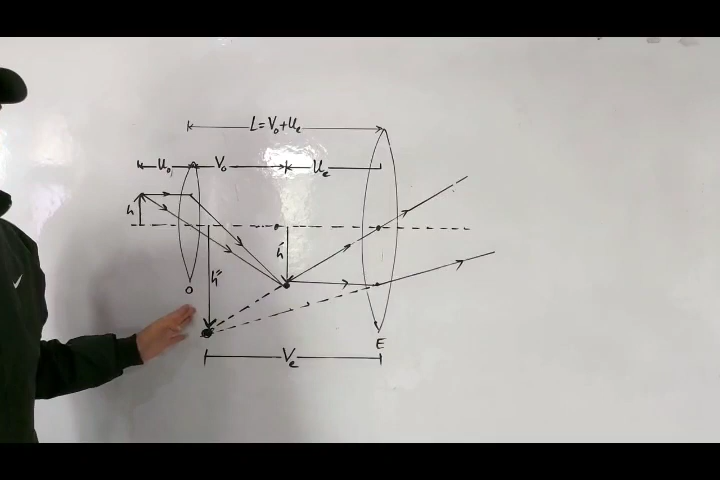 L = V₀ + Uₑ
U₀ V₀ Uₑ
h
h'
h"
O
E
Vₑ